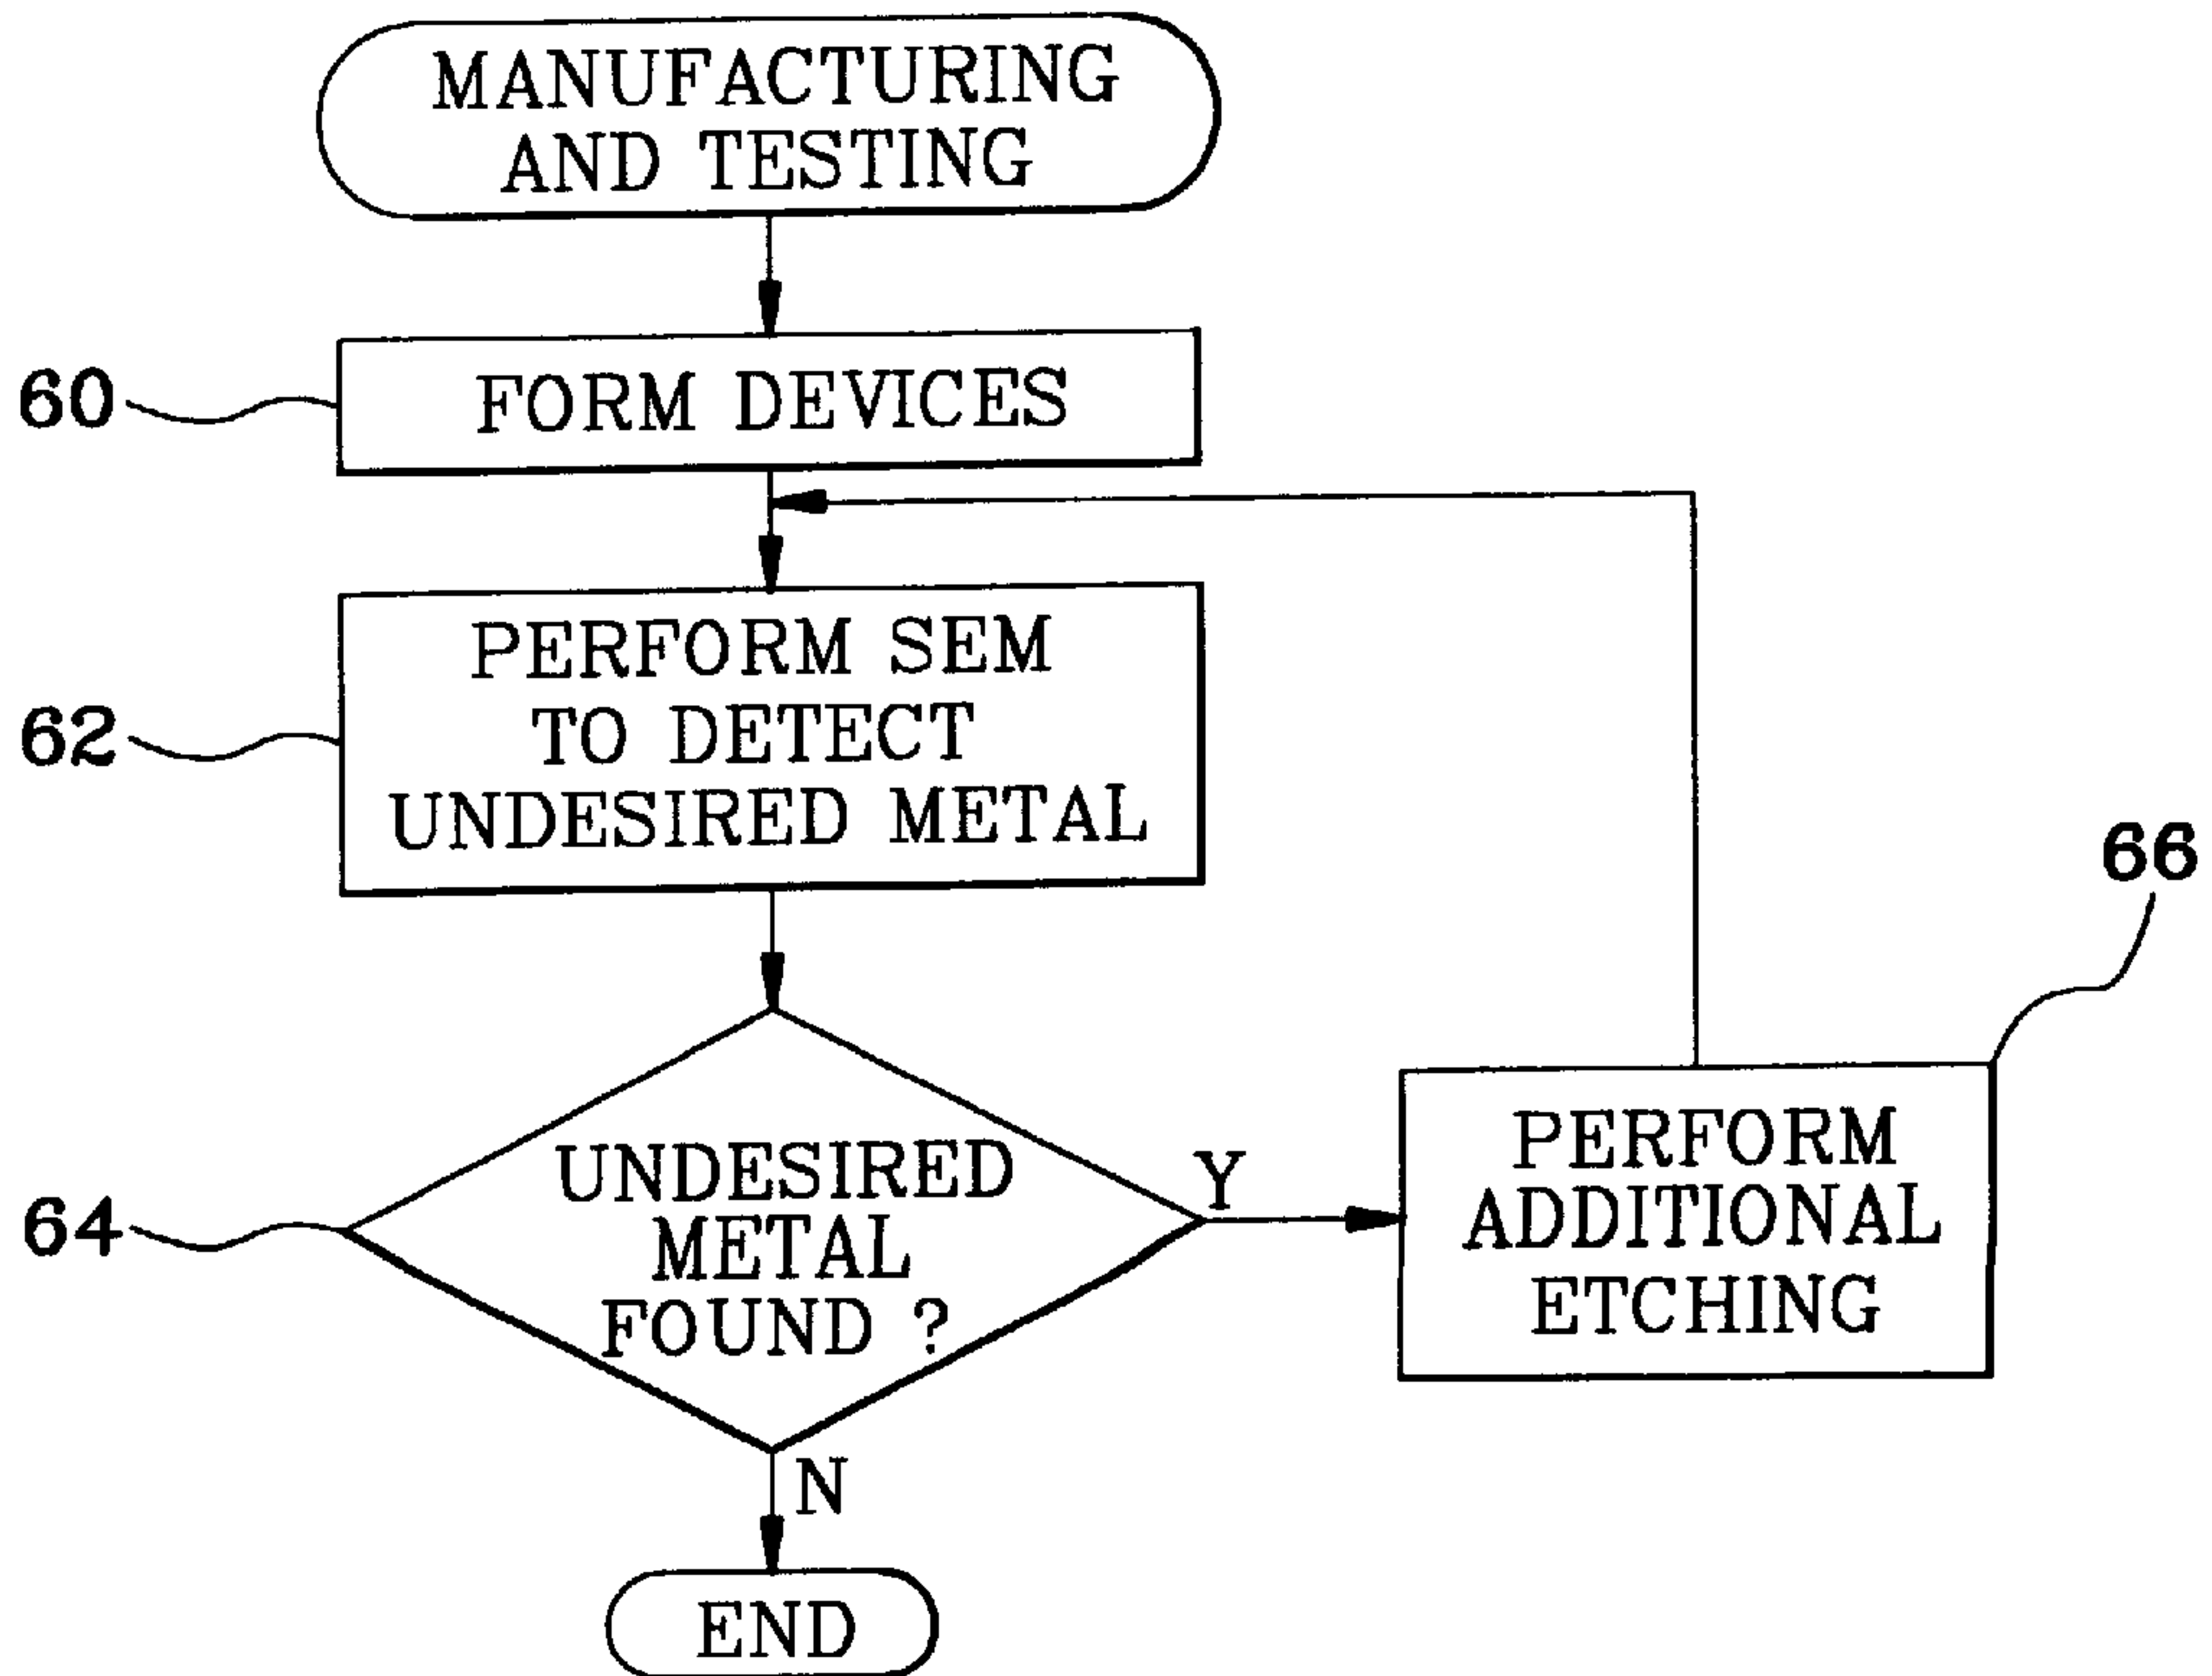 MANUFACTURING
AND TESTING
60
FORM DEVICES
62
PERFORM SEM
TO DETECT
UNDESIRED METAL
66
64
UNDESIRED
METAL
FOUND ?
Y
PERFORM
ADDITIONAL
ETCHING
N
END